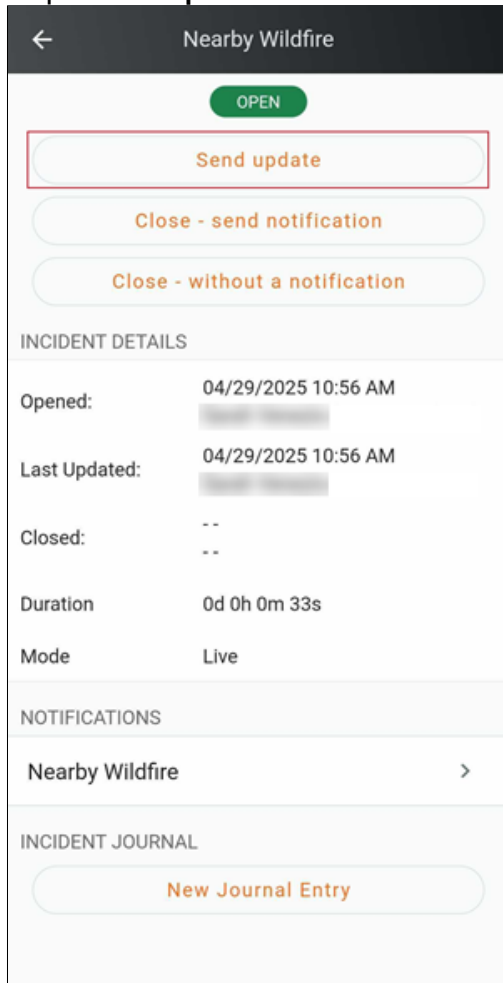 Nearby Wildfire
OPEN
Send update
Close - send notification
Close - without a notification
INCIDENT DETAILS
Opened: 04/29/2025 10:56 AM
Last Updated: 04/29/2025 10:56 AM
Closed: - -
- -
Duration 0d 0h 0m 33s
Mode Live
NOTIFICATIONS
Nearby Wildfire
INCIDENT JOURNAL
New Journal Entry